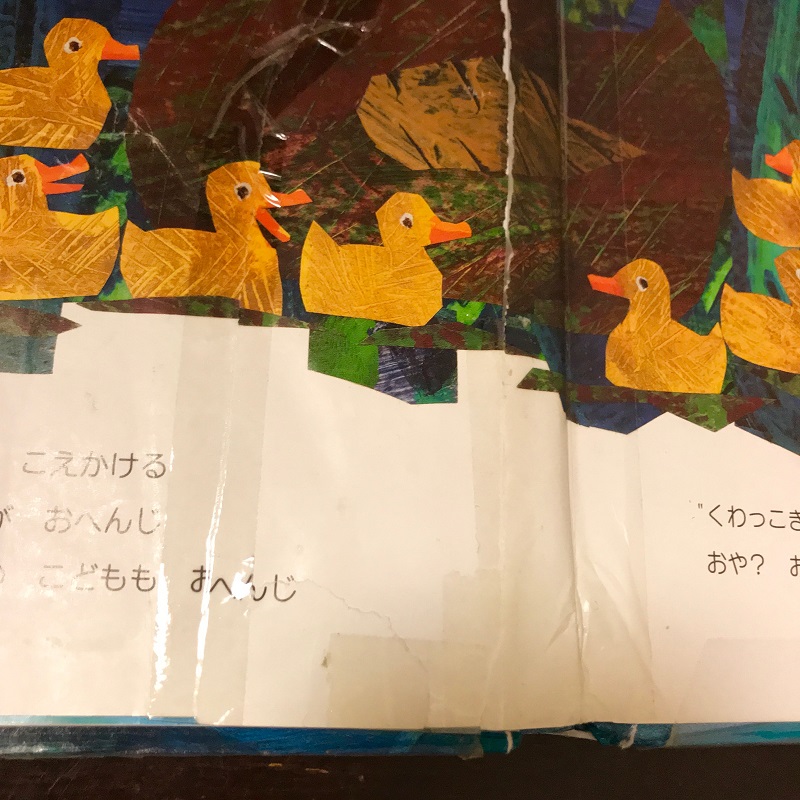 こえかける
が　おへんじ
こどもも　おへんじ
"くわっこき
おや?　お